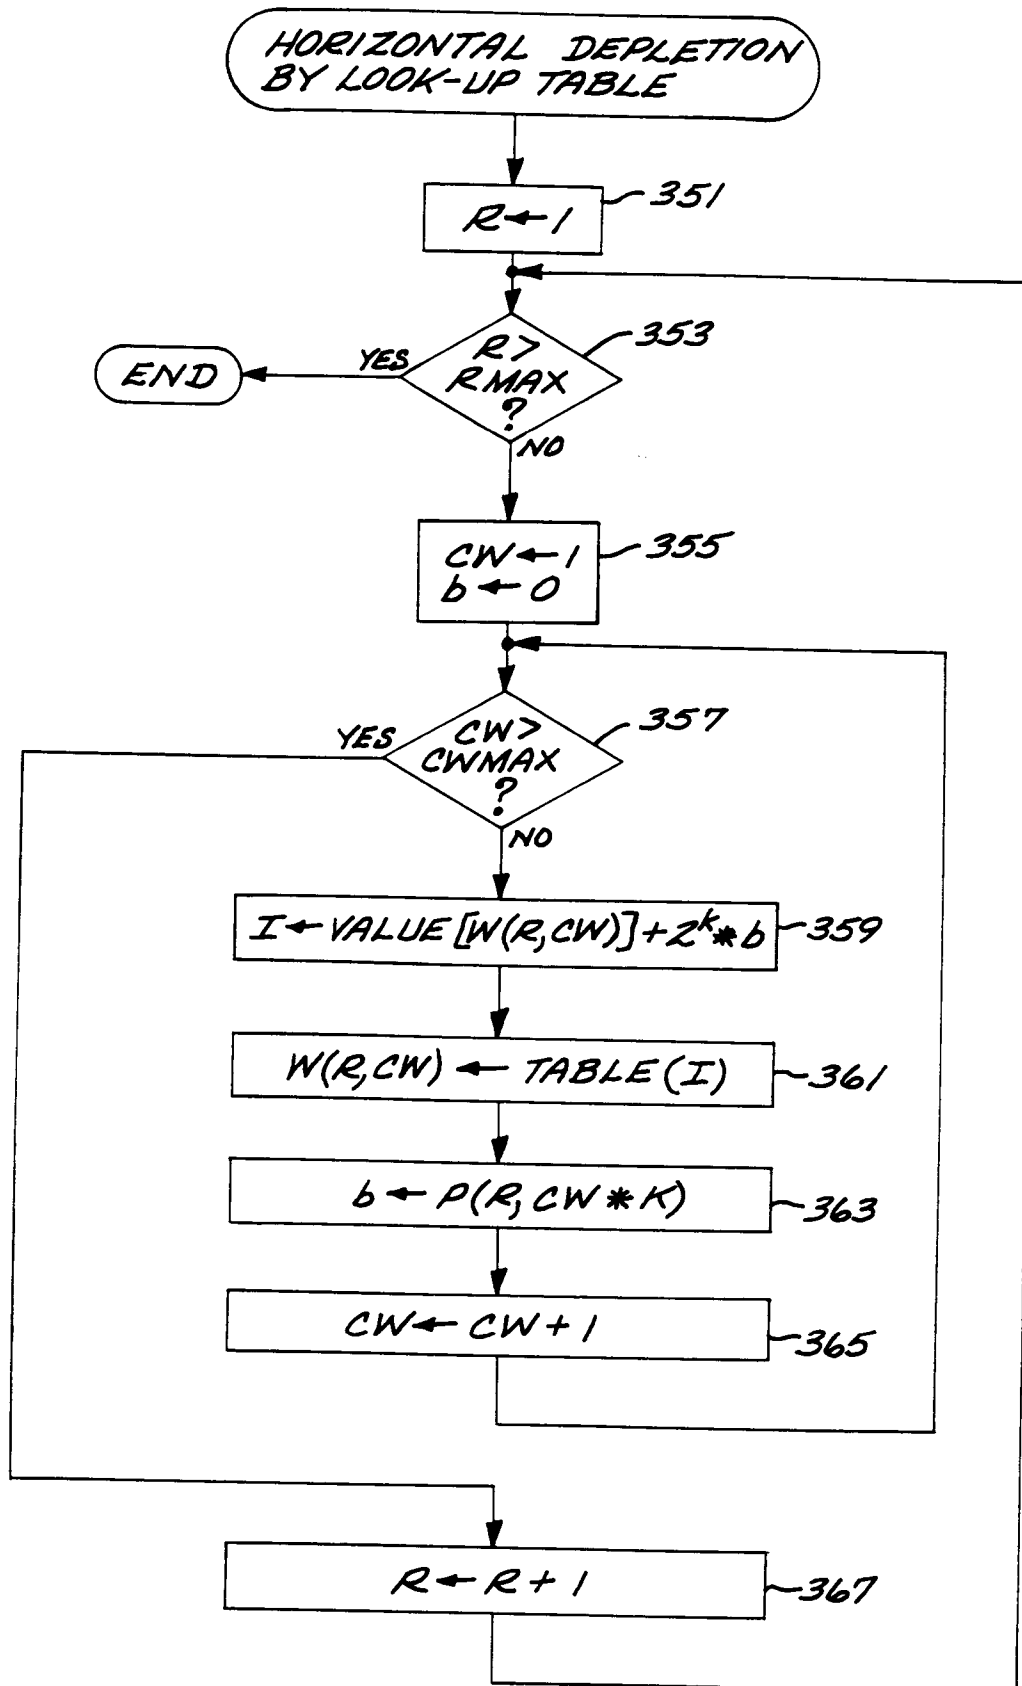 HORIZONTAL DEPLETION
BY LOOK-UP TABLE
R←1
351
R>
RMAX
?
353
YES
END
NO
CW←1
b←0
355
CW>
CWMAX
?
357
YES
NO
I←VALUE[W(R,CW)]+2^k*b
359
W(R,CW)←TABLE(I)
361
b←P(R,CW*K)
363
CW←CW+1
365
R←R+1
367